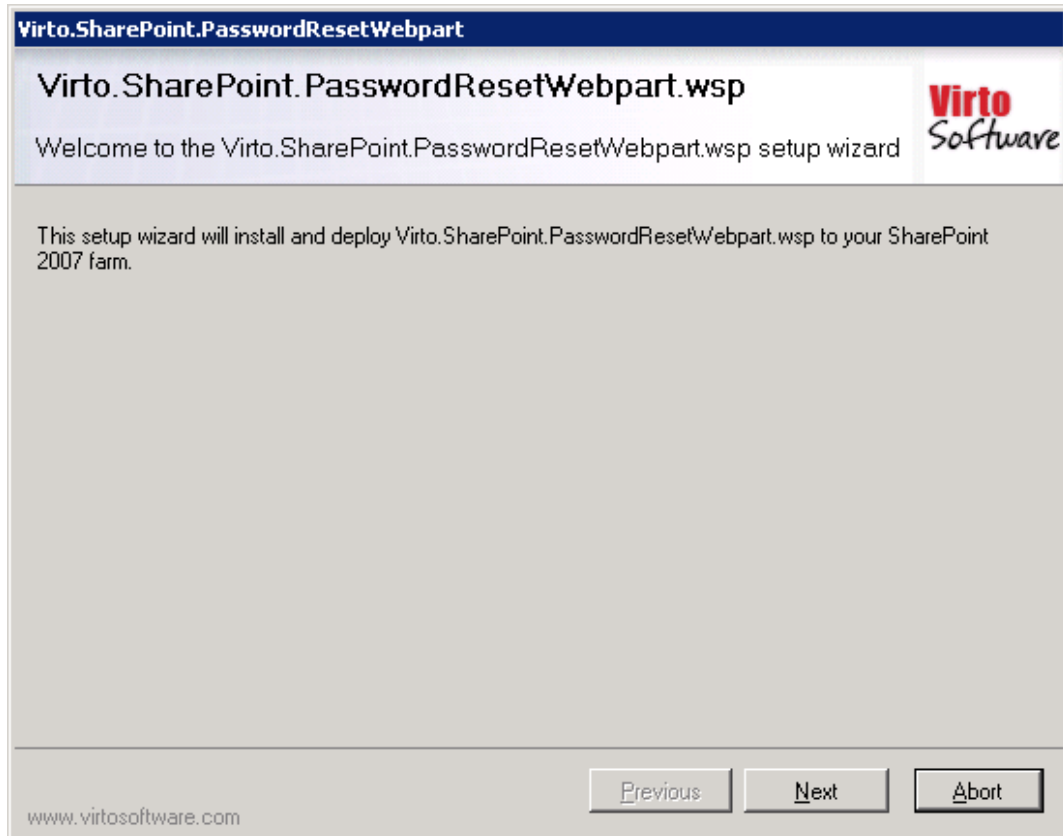 Virto.SharePoint.PasswordResetWebpart
Virto.SharePoint.PasswordResetWebpart.wsp
Welcome to the Virto.SharePoint.PasswordResetWebpart.wsp setup wizard
Virto
Software
This setup wizard will install and deploy Virto.SharePoint.PasswordResetWebpart.wsp to your SharePoint
2007 farm.
Previous
Next
Abort
www.virtosoftware.com